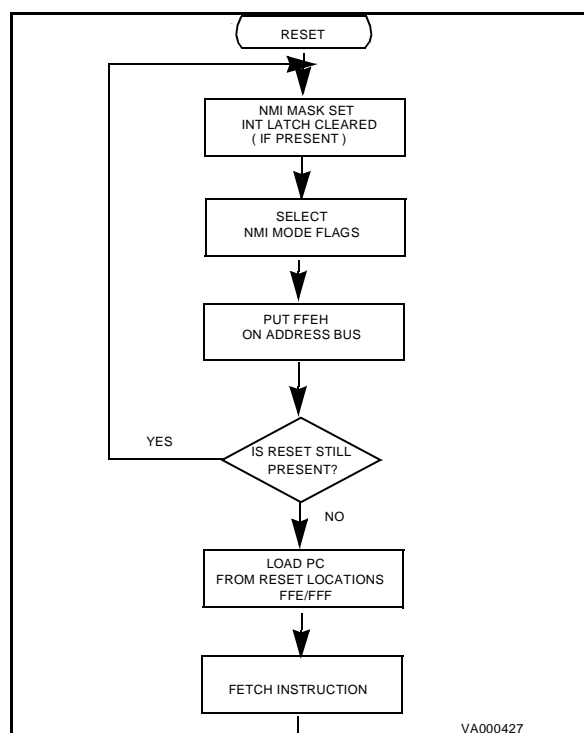 RESET
NMI MASK SET
INT LATCH CLEARED
( IF PRESENT )
SELECT
NMI MODE FLAGS
PUT FFEH
ON ADDRESS BUS
YES
IS RESET STILL
PRESENT?
NO
LOAD PC
FROM RESET LOCATIONS
FFE/FFF
FETCH INSTRUCTION
VA000427